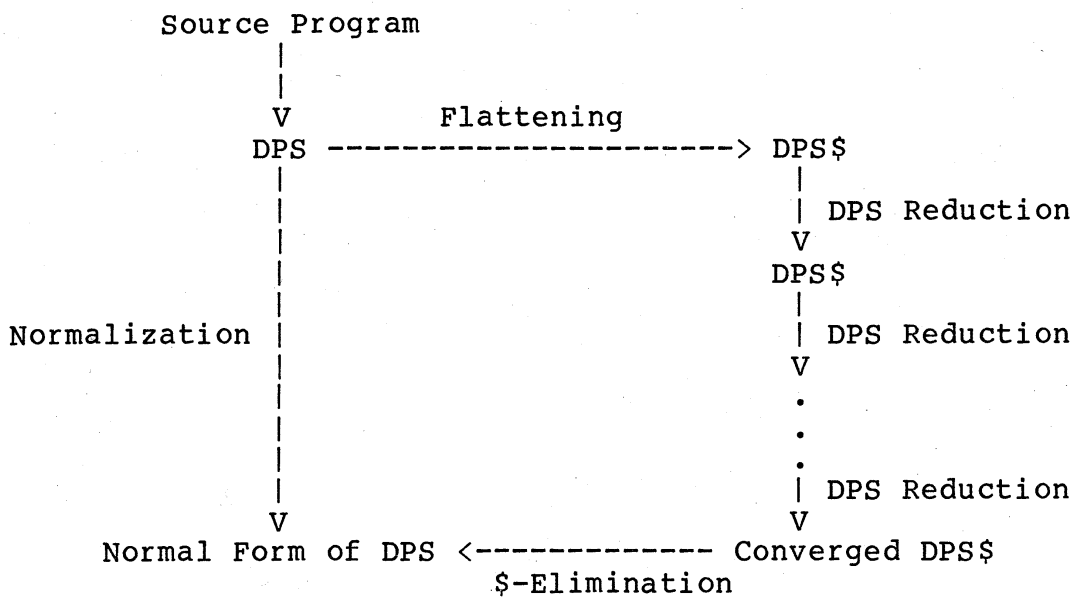 Source Program
|
|
V Flattening
DPS ----------------------> DPS$
|
| DPS Reduction
V
DPS$
|
Normalization | | DPS Reduction
V
.
.
.
| DPS Reduction
V V
Normal Form of DPS <------------- Converged DPS$
$-Elimination